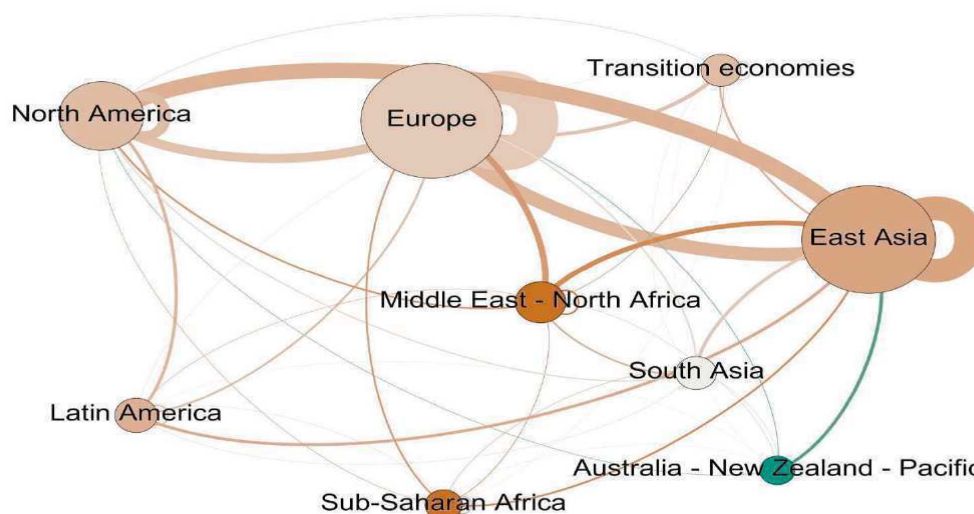 Transition economies
North America
Europe
East Asia
Middle East - North Africa
South Asia
Latin America
Australia - New Zealand - Pacific
Sub-Saharan Africa